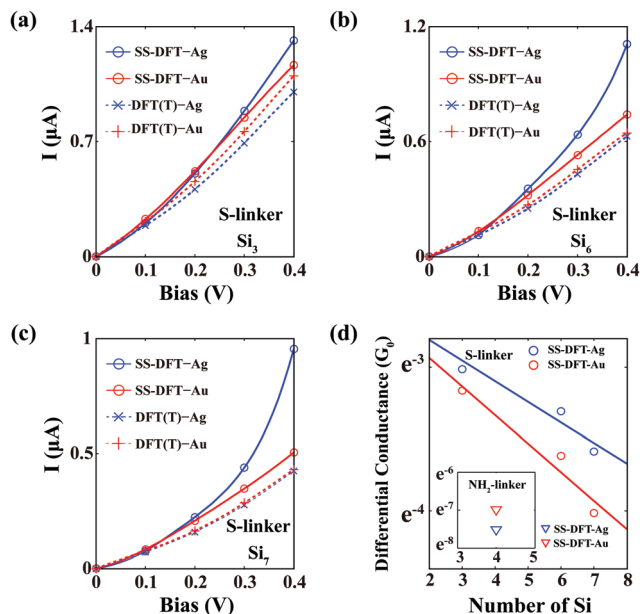 (a)
1.4
0.7
0
I (μA)
SS-DFT−Ag
SS-DFT−Au
DFT(T)−Ag
DFT(T)−Au
S-linker
Si3
0 0.1 0.2 0.3 0.4
Bias (V)
(b)
1.2
0.6
0
I (μA)
SS-DFT−Ag
SS-DFT−Au
DFT(T)−Ag
DFT(T)−Au
S-linker
Si6
0 0.1 0.2 0.3 0.4
Bias (V)
(c)
1
0.5
0
I (μA)
SS-DFT−Ag
SS-DFT−Au
DFT(T)−Ag
DFT(T)−Au
S-linker
Si7
0 0.1 0.2 0.3 0.4
Bias (V)
(d)
Differential Conductance (G0)
e−3
e−4
S-linker
SS-DFT-Ag
SS-DFT-Au
e−6
e−7
e−8
NH2-linker
3 4 5
SS-DFT-Ag
SS-DFT-Au
2 3 4 5 6 7 8
Number of Si